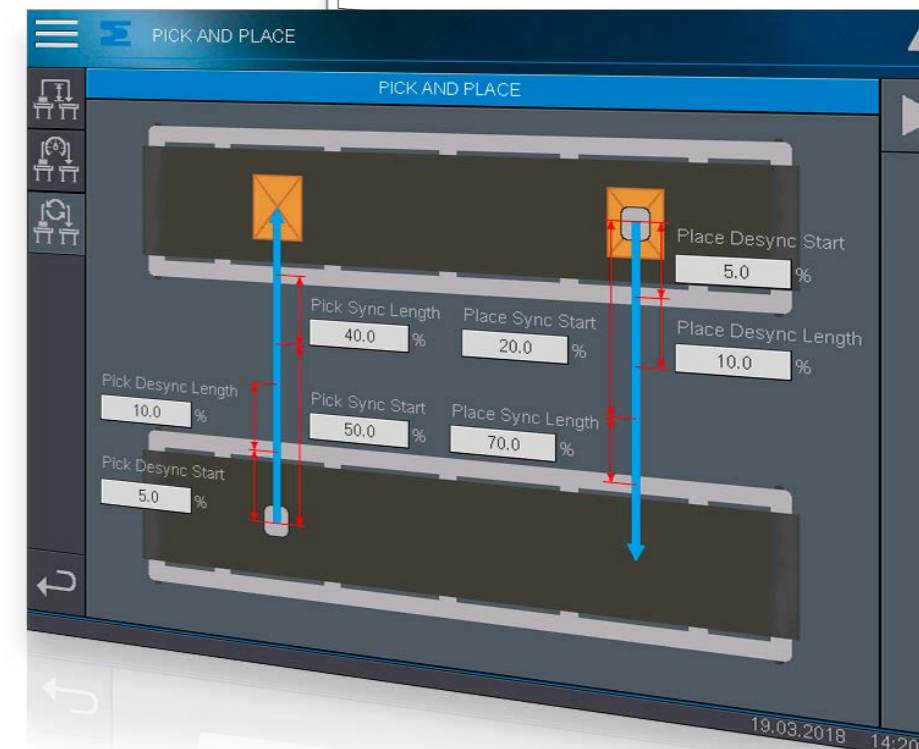 PICK AND PLACE
PICK AND PLACE
Place Desync Start
5.0 %
Pick Sync Length
40.0 %
Place Sync Start
20.0 %
Place Desync Length
10.0 %
Pick Desync Length
10.0 %
Pick Sync Start
50.0 %
Place Sync Length
70.0 %
Pick Desync Start
5.0 %
19.03.2018